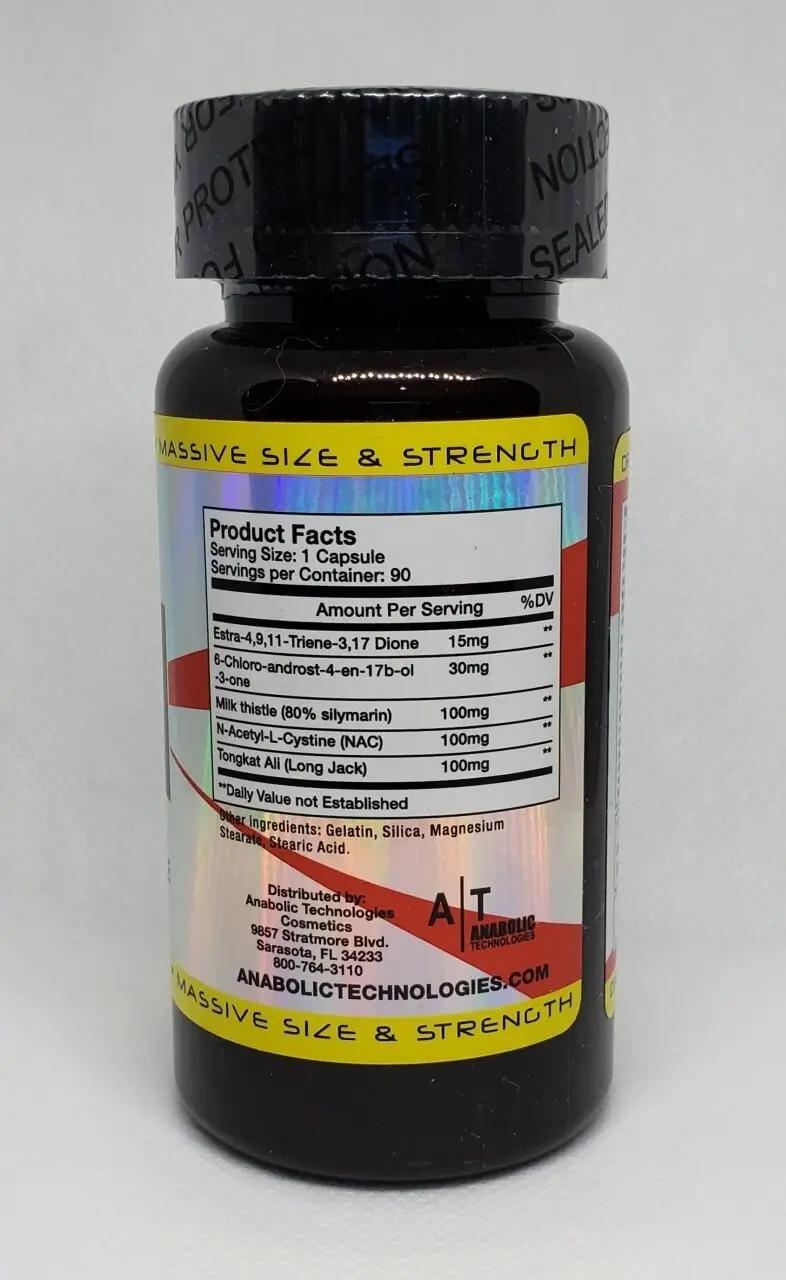 PROTE
NOITC
SEALED
MASSIVE SIZE & STRENGTH
Product Facts
Serving Size: 1 Capsule
Servings per Container: 90
Amount Per Serving %DV
Estra-4,9,11-Triene-3,17 Dione 15mg **
6-Chloro-androst-4-en-17b-ol 30mg **
-3-one
Milk thistle (80% silymarin) 100mg **
N-Acetyl-L-Cystine (NAC) 100mg **
Tongkat Ali (Long Jack) 100mg **
**Daily Value not Established
Other ingredients: Gelatin, Silica, Magnesium
Stearate, Stearic Acid.
Distributed by:
Anabolic Technologies
Cosmetics
9857 Stratmore Blvd.
Sarasota, FL 34233
800-764-3110
A|T
ANABOLIC
TECHNOLOGIES
ANABOLICTECHNOLOGIES.COM
MASSIVE SIZE & STRENGTH